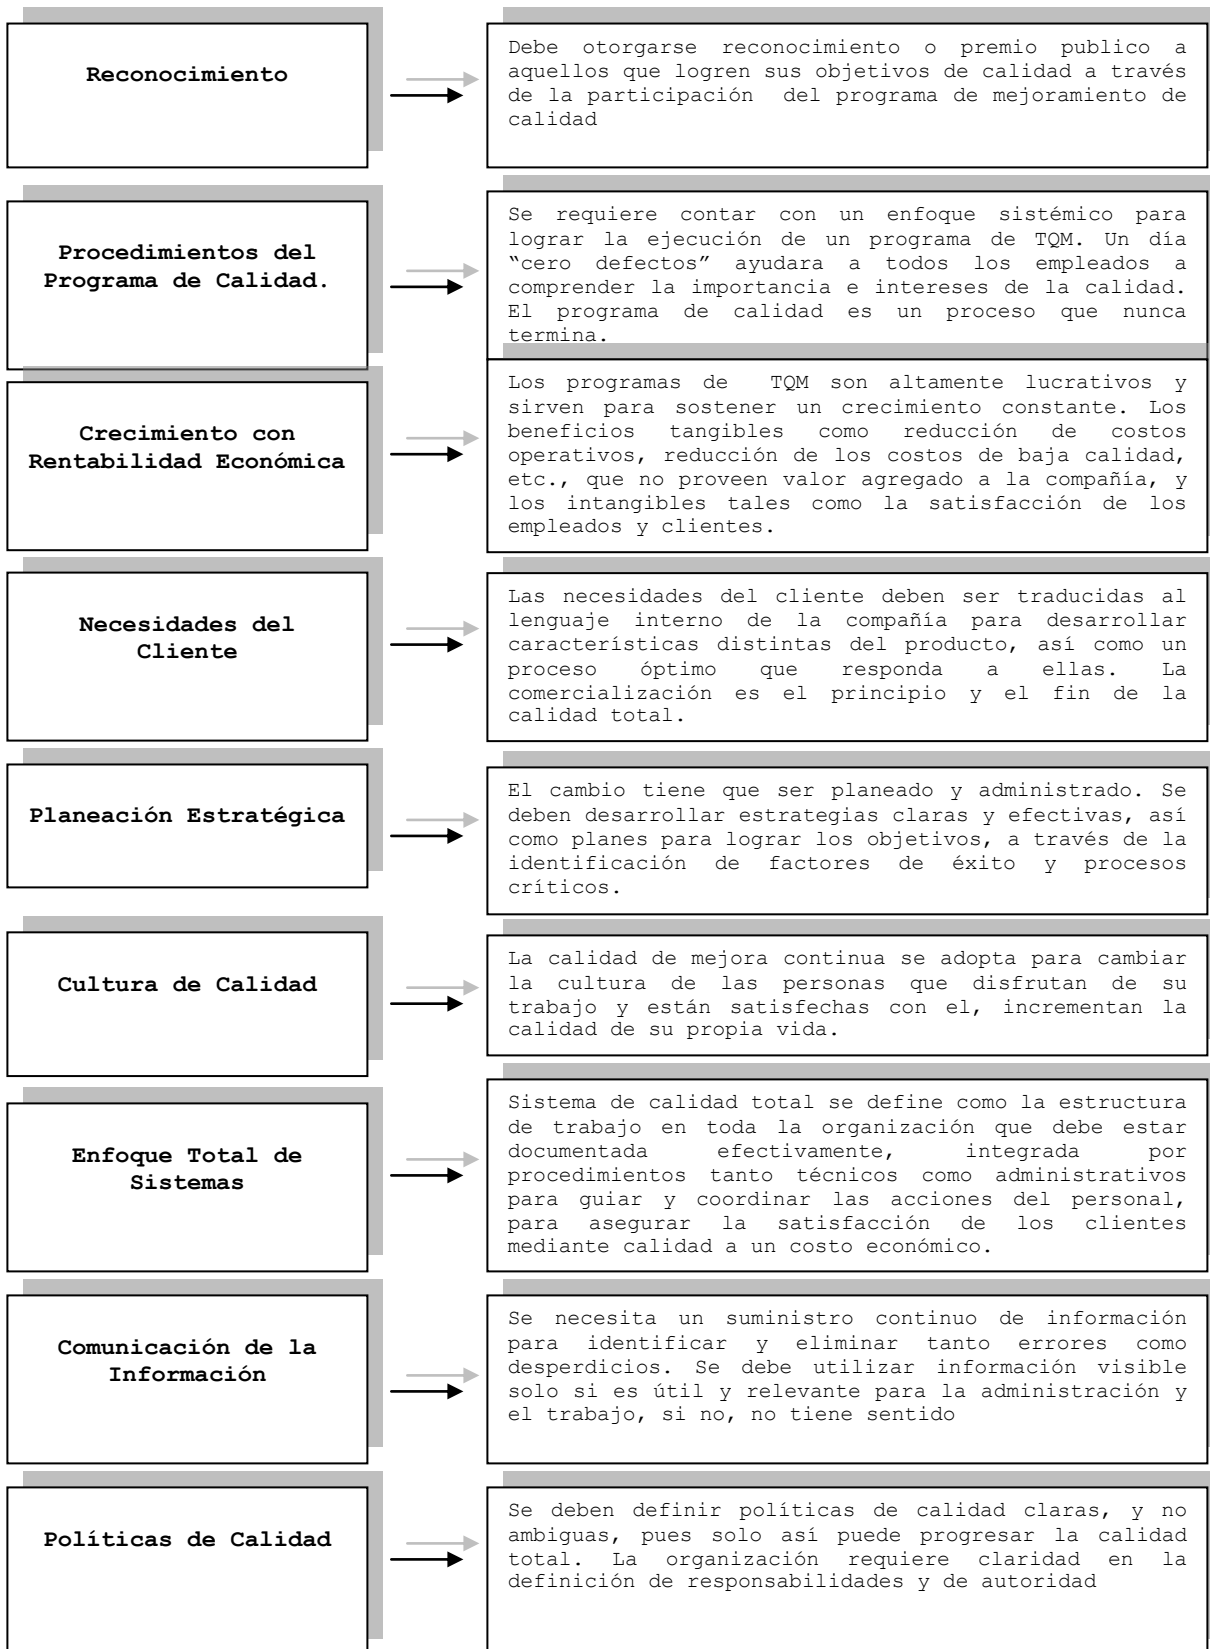 Reconocimiento
Debe otorgarse reconocimiento o premio publico a
aquellos que logren sus objetivos de calidad a través
de la participación del programa de mejoramiento de
calidad
Procedimientos del
Programa de Calidad.
Se requiere contar con un enfoque sistémico para
lograr la ejecución de un programa de TQM. Un día
“cero defectos” ayudara a todos los empleados a
comprender la importancia e intereses de la calidad.
El programa de calidad es un proceso que nunca
termina.
Crecimiento con
Rentabilidad Económica
Los programas de TQM son altamente lucrativos y
sirven para sostener un crecimiento constante. Los
beneficios tangibles como reducción de costos
operativos, reducción de los costos de baja calidad,
etc., que no proveen valor agregado a la compañía, y
los intangibles tales como la satisfacción de los
empleados y clientes.
Necesidades del
Cliente
Las necesidades del cliente deben ser traducidas al
lenguaje interno de la compañía para desarrollar
características distintas del producto, así como un
proceso óptimo que responda a ellas. La
comercialización es el principio y el fin de la
calidad total.
Planeación Estratégica
El cambio tiene que ser planeado y administrado. Se
deben desarrollar estrategias claras y efectivas, así
como planes para lograr los objetivos, a través de la
identificación de factores de éxito y procesos
críticos.
Cultura de Calidad
La calidad de mejora continua se adopta para cambiar
la cultura de las personas que disfrutan de su
trabajo y están satisfechas con el, incrementan la
calidad de su propia vida.
Enfoque Total de
Sistemas
Sistema de calidad total se define como la estructura
de trabajo en toda la organización que debe estar
documentada efectivamente, integrada por
procedimientos tanto técnicos como administrativos
para guiar y coordinar las acciones del personal,
para asegurar la satisfacción de los clientes
mediante calidad a un costo económico.
Comunicación de la
Información
Se necesita un suministro continuo de información
para identificar y eliminar tanto errores como
desperdicios. Se debe utilizar información visible
solo si es útil y relevante para la administración y
el trabajo, si no, no tiene sentido
Políticas de Calidad
Se deben definir políticas de calidad claras, y no
ambiguas, pues solo así puede progresar la calidad
total. La organización requiere claridad en la
definición de responsabilidades y de autoridad